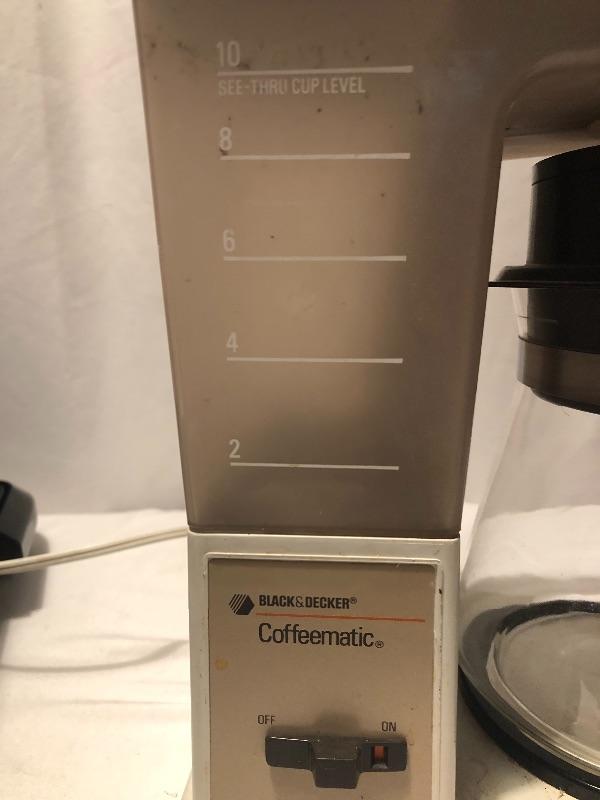 10
SEE-THRU CUP LEVEL
8
6
4
2
BLACK&DECKER®
Coffeematic®
OFF ON